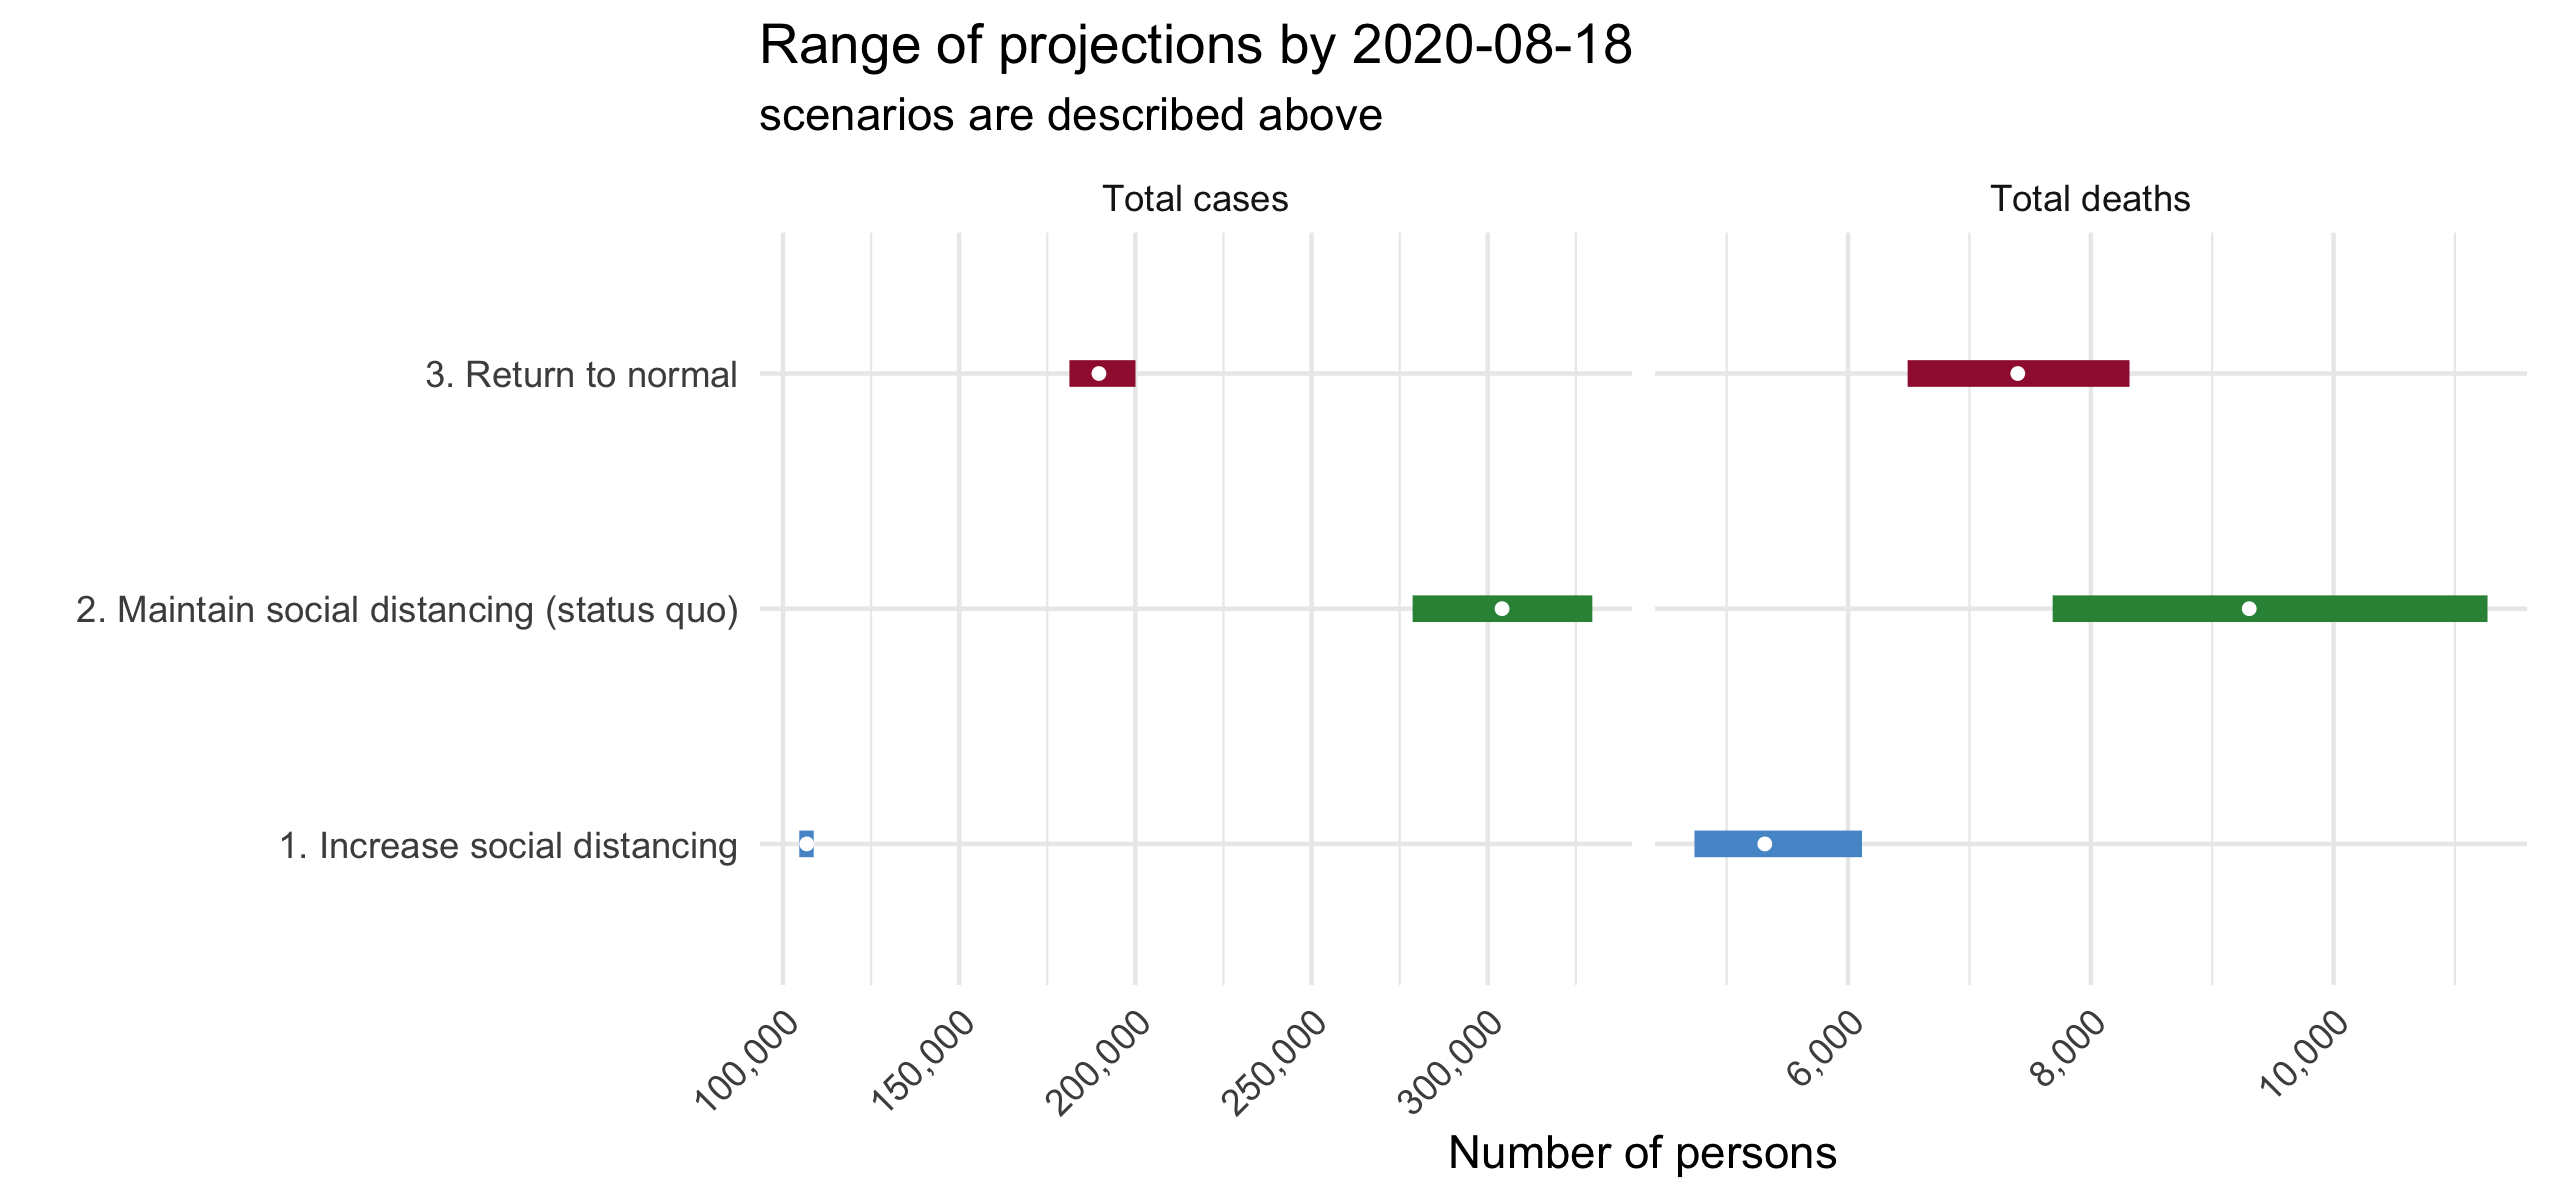 Range of projections by 2020-08-18
scenarios are described above
Total cases
Total deaths
3. Return to normal
2. Maintain social distancing (status quo)
1. Increase social distancing
100,000
150,000
200,000
250,000
300,000
6,000
8,000
10,000
Number of persons